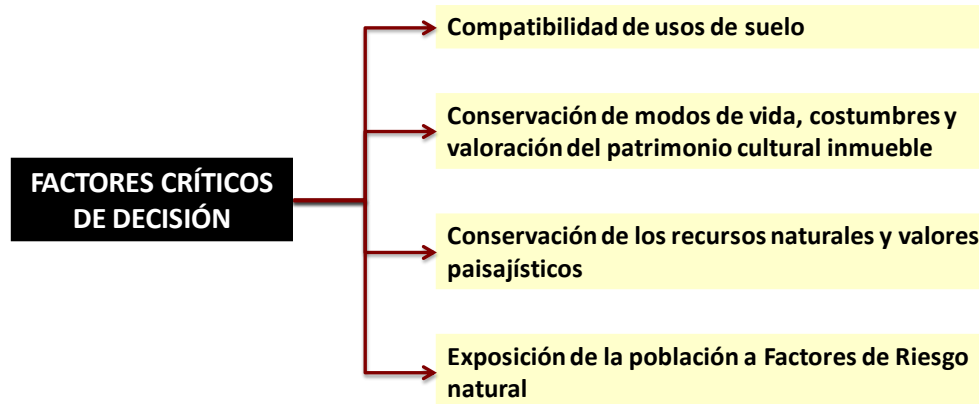 FACTORES CRÍTICOS
DE DECISIÓN
Compatibilidad de usos de suelo
Conservación de modos de vida, costumbres y
valoración del patrimonio cultural inmueble
Conservación de los recursos naturales y valores
paisajísticos
Exposición de la población a Factores de Riesgo
natural